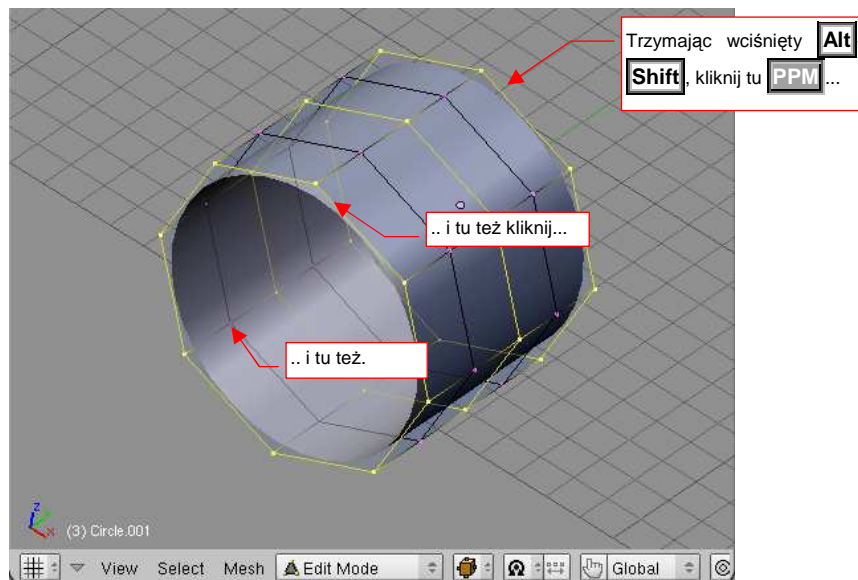 Trzymając wciśnięty Alt
Shift, kliknij tu PPM...
.. i tu też kliknij...
.. i tu też.
z
x
(3) Circle.001
View Select Mesh Edit Mode Global